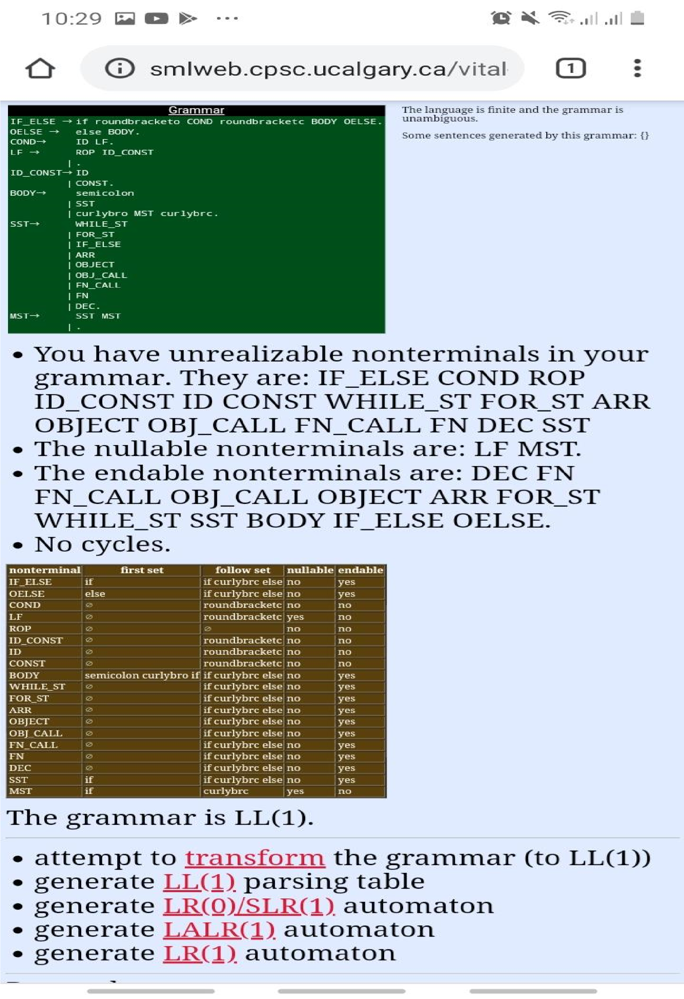 10:29
smlweb.cpsc.ucalgary.ca/vital
1
Grammar
IF_ELSE → if roundbracketo COND roundbracketc BODY OELSE.
OELSE → else BODY.
COND→ ID LF.
LF → ROP ID_CONST
| .
ID_CONST→ ID
| CONST.
BODY→ semicolon
| SST
| curlybro MST curlybrc.
SST→ WHILE_ST
| FOR_ST
| IF_ELSE
| ARR
| OBJECT
| OBJ_CALL
| FN_CALL
| FN
| DEC.
MST→ SST MST
| .
The language is finite and the grammar is
unambiguous.
Some sentences generated by this grammar: {}
• You have unrealizable nonterminals in your
grammar. They are: IF_ELSE COND ROP
ID_CONST ID CONST WHILE_ST FOR_ST ARR
OBJECT OBJ_CALL FN_CALL FN DEC SST
• The nullable nonterminals are: LF MST.
• The endable nonterminals are: DEC FN
FN_CALL OBJ_CALL OBJECT ARR FOR_ST
WHILE_ST SST BODY IF_ELSE OELSE.
• No cycles.
nonterminal first set follow set nullable endable
IF_ELSE if if curlybrc else no yes
OELSE else if curlybrc else no yes
COND ∅ roundbracketc no no
LF ∅ roundbracketc yes no
ROP ∅ ∅ no no
ID_CONST ∅ roundbracketc no no
ID ∅ roundbracketc no no
CONST ∅ roundbracketc no no
BODY semicolon curlybro if if curlybrc else no yes
WHILE_ST ∅ if curlybrc else no yes
FOR_ST ∅ if curlybrc else no yes
ARR ∅ if curlybrc else no yes
OBJECT ∅ if curlybrc else no yes
OBJ_CALL ∅ if curlybrc else no yes
FN_CALL ∅ if curlybrc else no yes
FN ∅ if curlybrc else no yes
DEC ∅ if curlybrc else no yes
SST if if curlybrc else no yes
MST if curlybrc yes no
The grammar is LL(1).
• attempt to transform the grammar (to LL(1))
• generate LL(1) parsing table
• generate LR(0)/SLR(1) automaton
• generate LALR(1) automaton
• generate LR(1) automaton